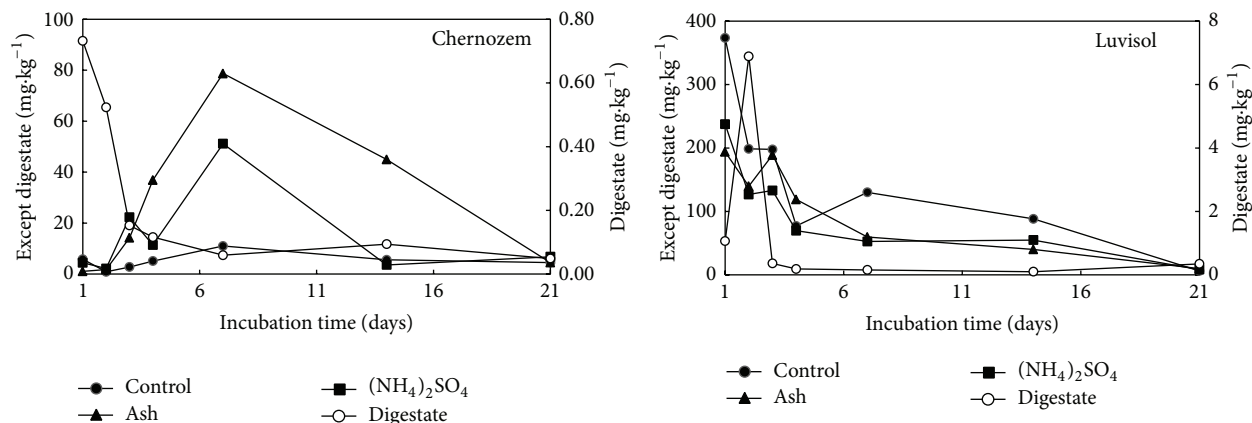 Chernozem
Except digestate (mg·kg⁻¹)
100
80
60
40
20
0
0.80
0.60
0.40
0.20
0.00
Digestate (mg·kg⁻¹)
1 6 11 16 21
Incubation time (days)
Control
(NH₄)₂SO₄
Ash
Digestate
Luvisol
Except digestate (mg·kg⁻¹)
400
300
200
100
0
8
6
4
2
0
Digestate (mg·kg⁻¹)
1 6 11 16 21
Incubation time (days)
Control
(NH₄)₂SO₄
Ash
Digestate